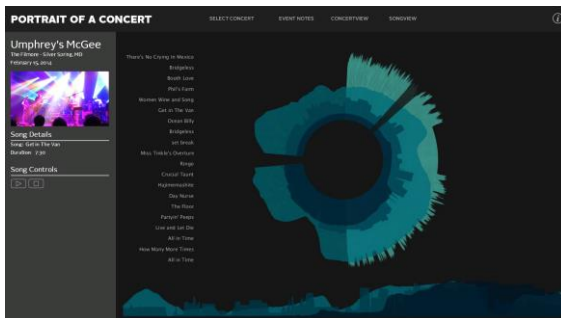 PORTRAIT OF A CONCERT
SELECT CONCERT
EVENT NOTES
CONCERTVIEW
SONGVIEW
i
Umphrey's McGee
The Fillmore - Silver Spring, MD
February 15, 2014
Song Details
Song: Get in The Van
Duration: 7:50
Song Controls
There's No Crying In Mexico
Bridgeless
Booth Love
Phil's Farm
Women Wine and Song
Get in The Van
Ocean Billy
Bridgeless
set break
Miss Tinkle's Overture
Yonge
Crucial Taunt
Hajimemashite
Day Nurse
The Floor
Partyin' Peeps
Live and Let Die
All in Time
How Many More Times
All in Time